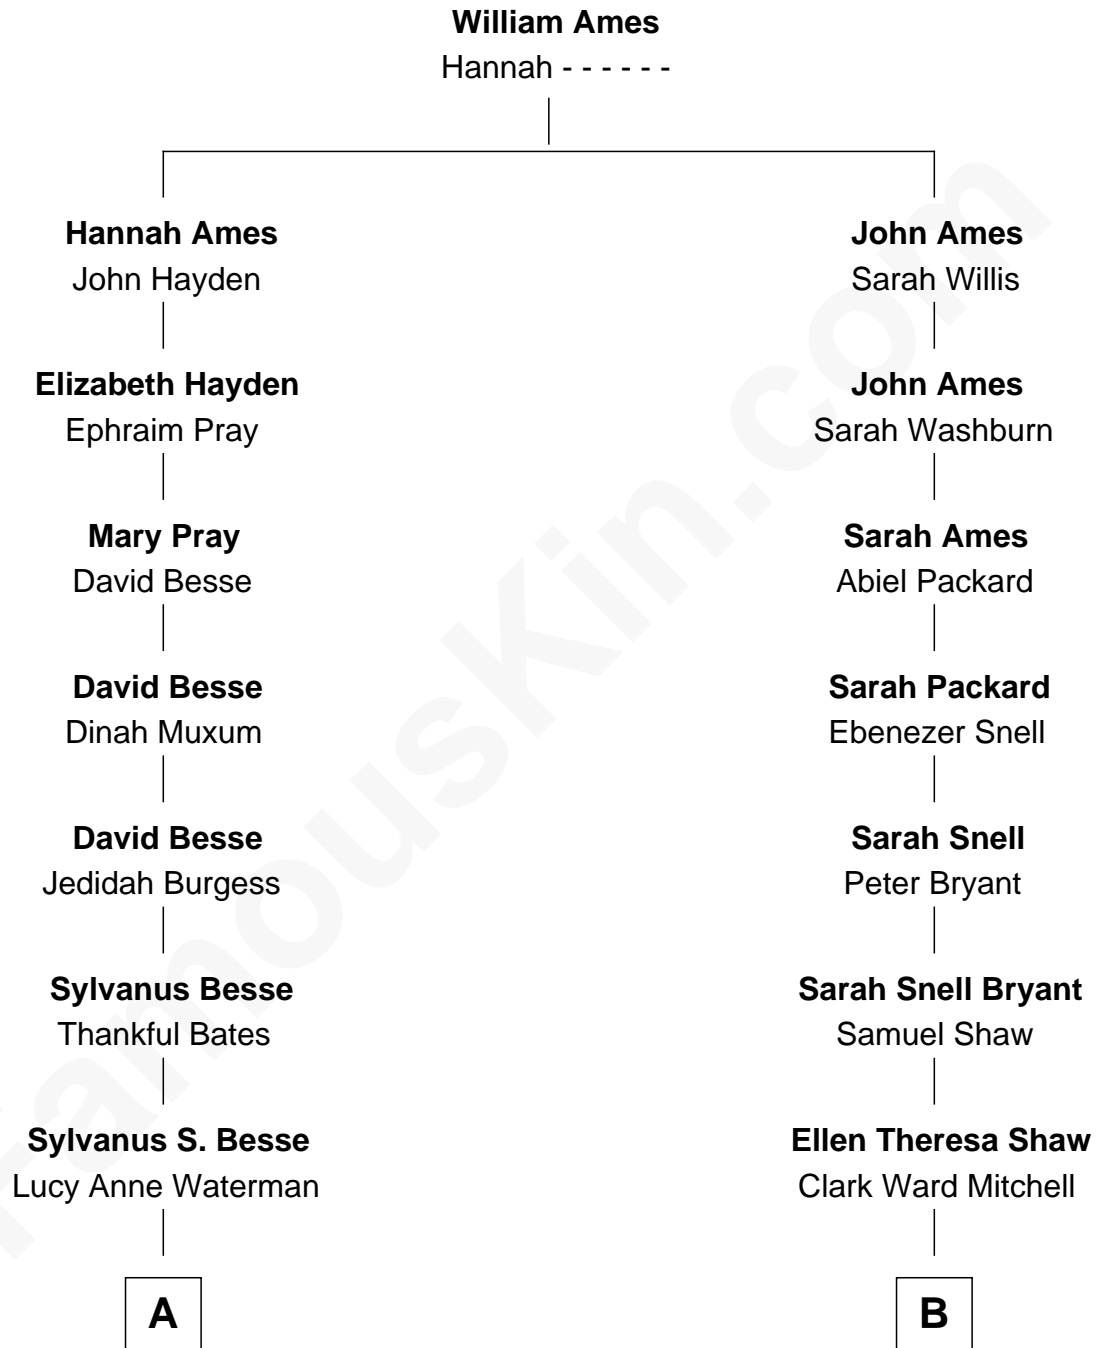 William Ames
Hannah - - - - - -
Hannah Ames
John Hayden
John Ames
Sarah Willis
Elizabeth Hayden
Ephraim Pray
John Ames
Sarah Washburn
Mary Pray
David Besse
Sarah Ames
Abiel Packard
David Besse
Dinah Muxum
Sarah Packard
Ebenezer Snell
David Besse
Jedidah Burgess
Sarah Snell
Peter Bryant
Sylvanus Besse
Thankful Bates
Sarah Snell Bryant
Samuel Shaw
Sylvanus S. Besse
Lucy Anne Waterman
Ellen Theresa Shaw
Clark Ward Mitchell
A
B
FamousKin.com